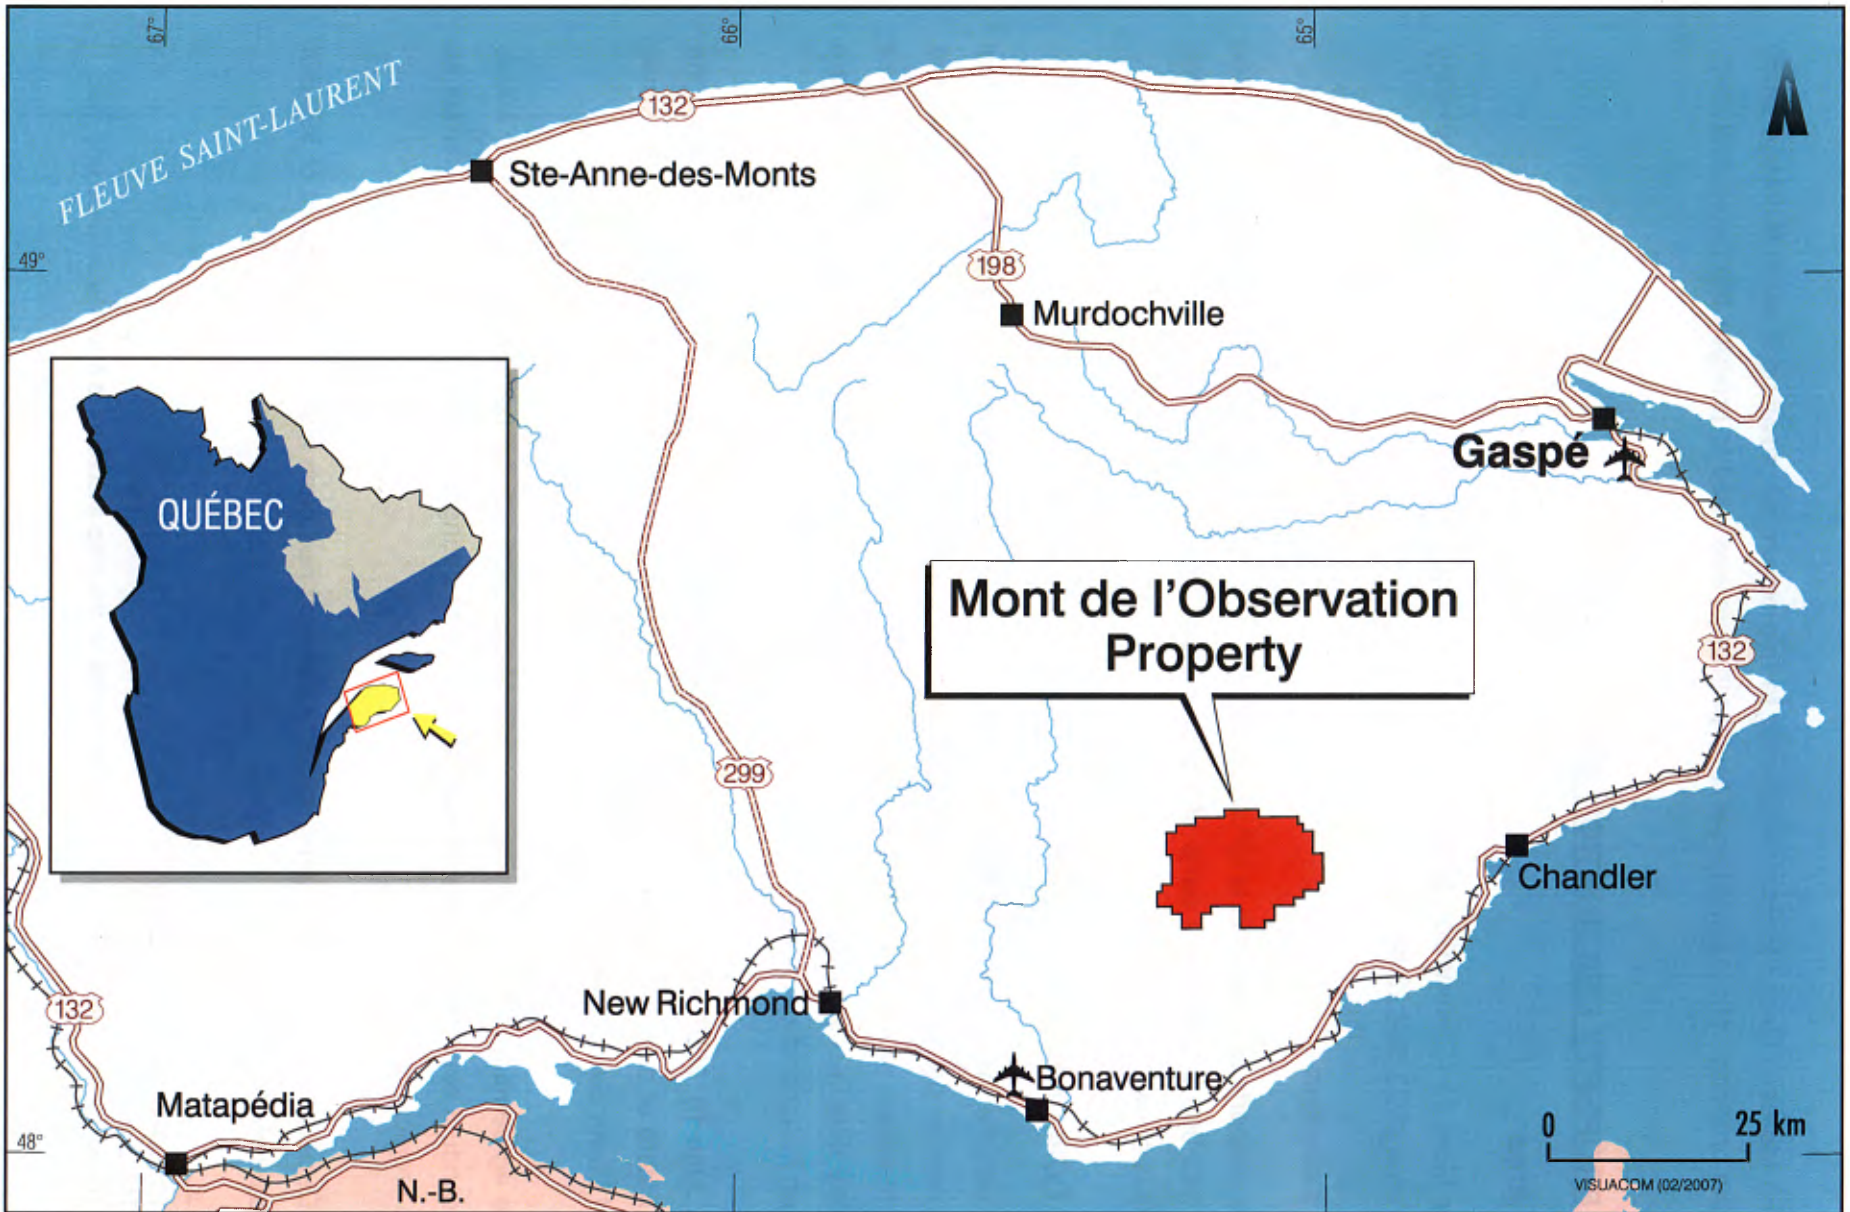 67°
66°
65°
FLEUVE SAINT-LAURENT
132
Ste-Anne-des-Monts
49°
198
Murdochville
QUÉBEC
Gaspé
Mont de l'Observation
Property
132
299
Chandler
New Richmond
132
Bonaventure
Matapédia
48°
0 25 km
N.-B.
VISUACOM (02/2007)